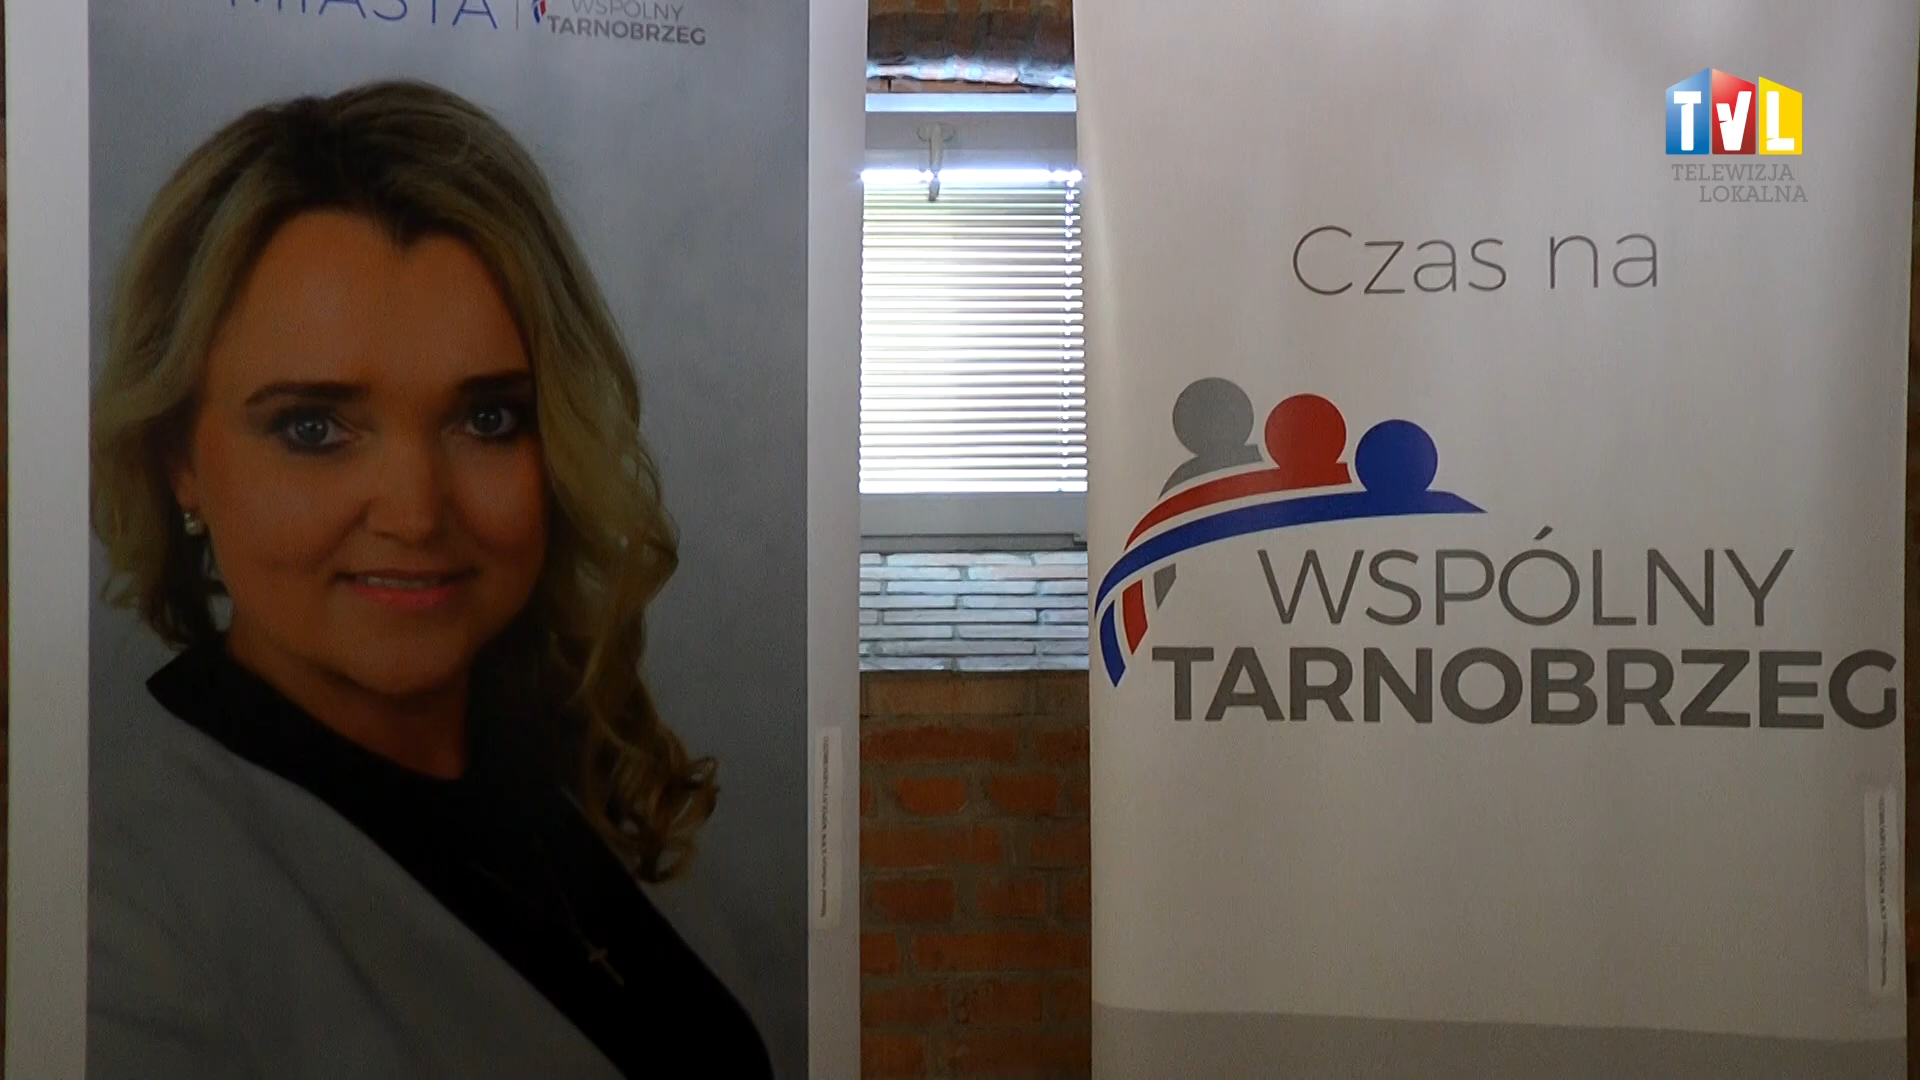 MIASTA
WSPÓLNY
TARNOBRZEG
TVL
TELEWIZJA
LOKALNA
Czas na
WSPÓLNY
TARNOBRZEG